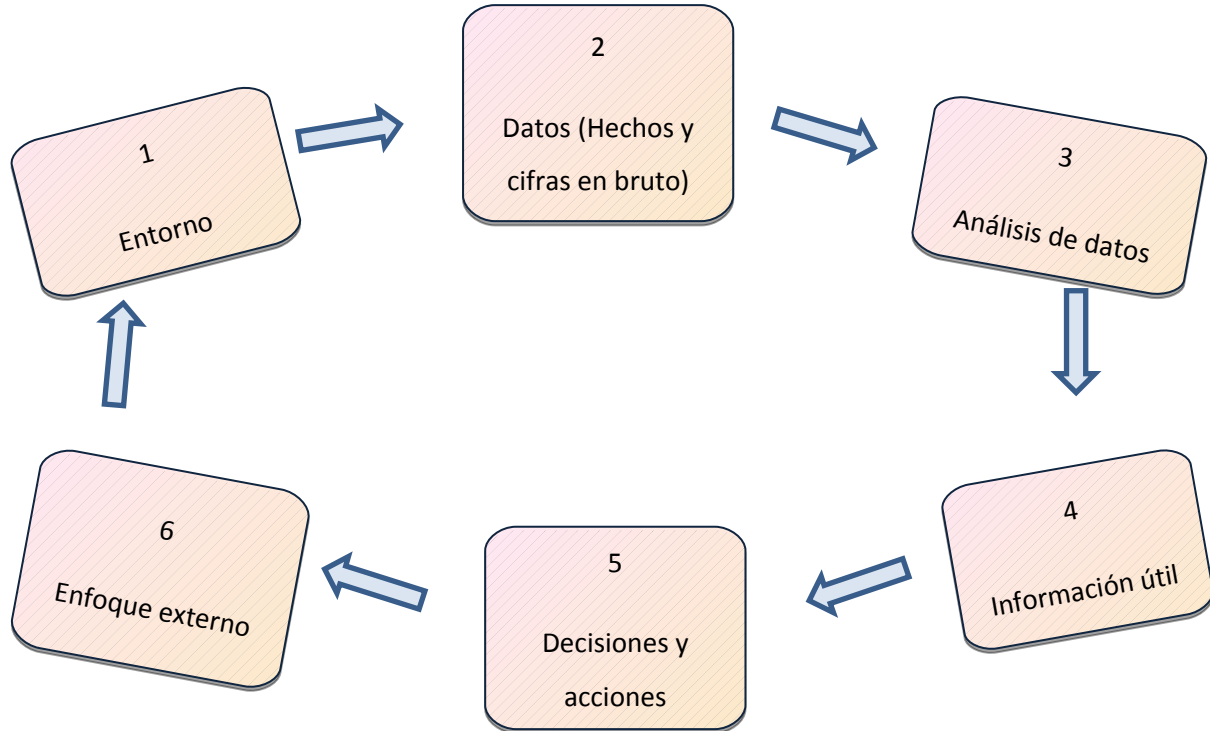 1
Entorno
2
Datos (Hechos y
cifras en bruto)
3
Análisis de datos
4
Información útil
5
Decisiones y
acciones
6
Enfoque externo